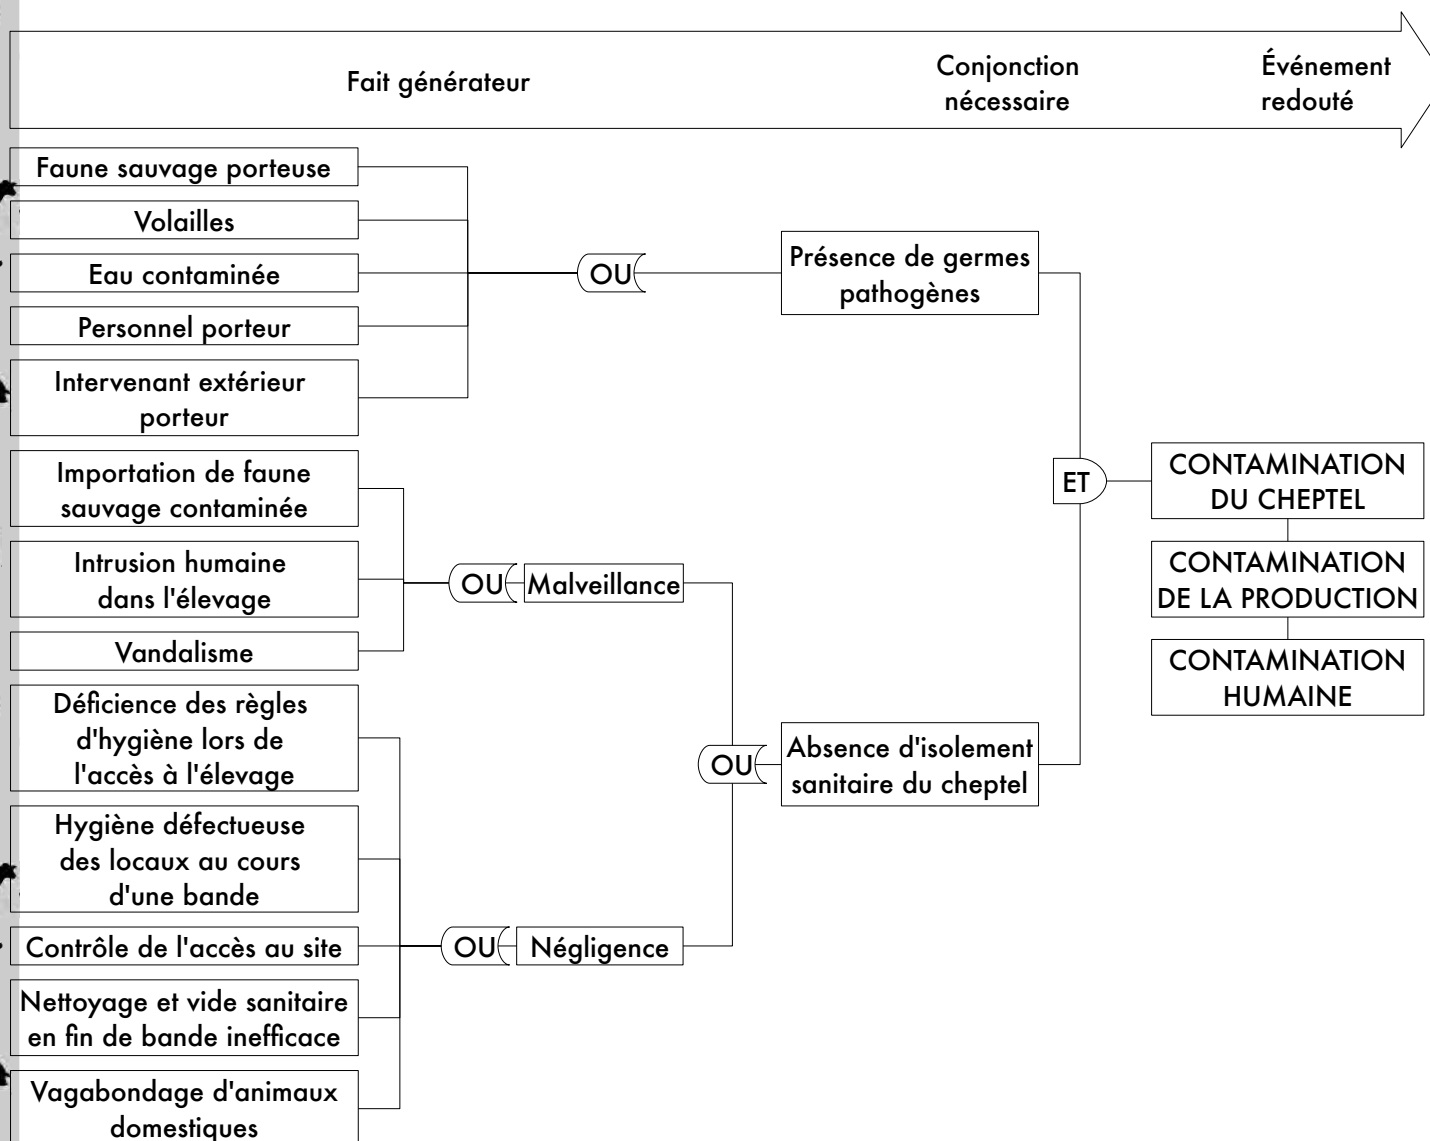 Fait générateur
Conjonction
nécessaire
Événement
redouté
Faune sauvage porteuse
Volailles
Eau contaminée
Personnel porteur
Intervenant extérieur
porteur
OU
Présence de germes
pathogènes
Importation de faune
sauvage contaminée
Intrusion humaine
dans l'élevage
Vandalisme
OU
Malveillance
ET
CONTAMINATION
DU CHEPTEL
CONTAMINATION
DE LA PRODUCTION
CONTAMINATION
HUMAINE
Déficience des règles
d'hygiène lors de
l'accès à l'élevage
Hygiène défectueuse
des locaux au cours
d'une bande
Contrôle de l'accès au site
Nettoyage et vide sanitaire
en fin de bande inefficace
Vagabondage d'animaux
domestiques
OU
Négligence
OU
Absence d'isolement
sanitaire du cheptel